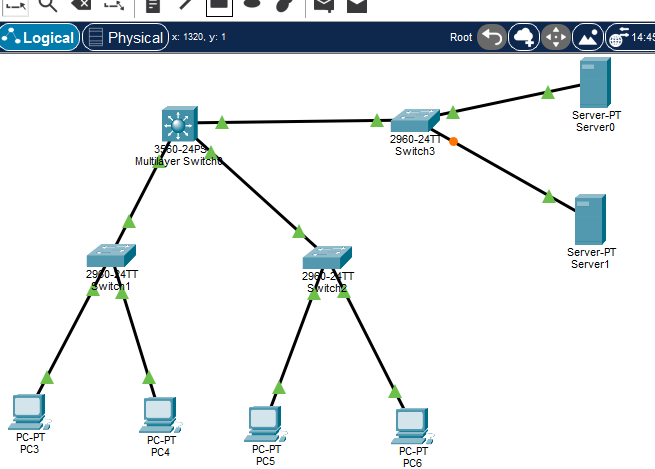 Logical
Physical
x: 1320, y: 1
Root
14:45
3560-24PS
Multilayer Switch0
2960-24TT
Switch3
Server-PT
Server0
Server-PT
Server1
2960-24TT
Switch1
2960-24TT
Switch2
PC-PT
PC3
PC-PT
PC4
PC-PT
PC5
PC-PT
PC6